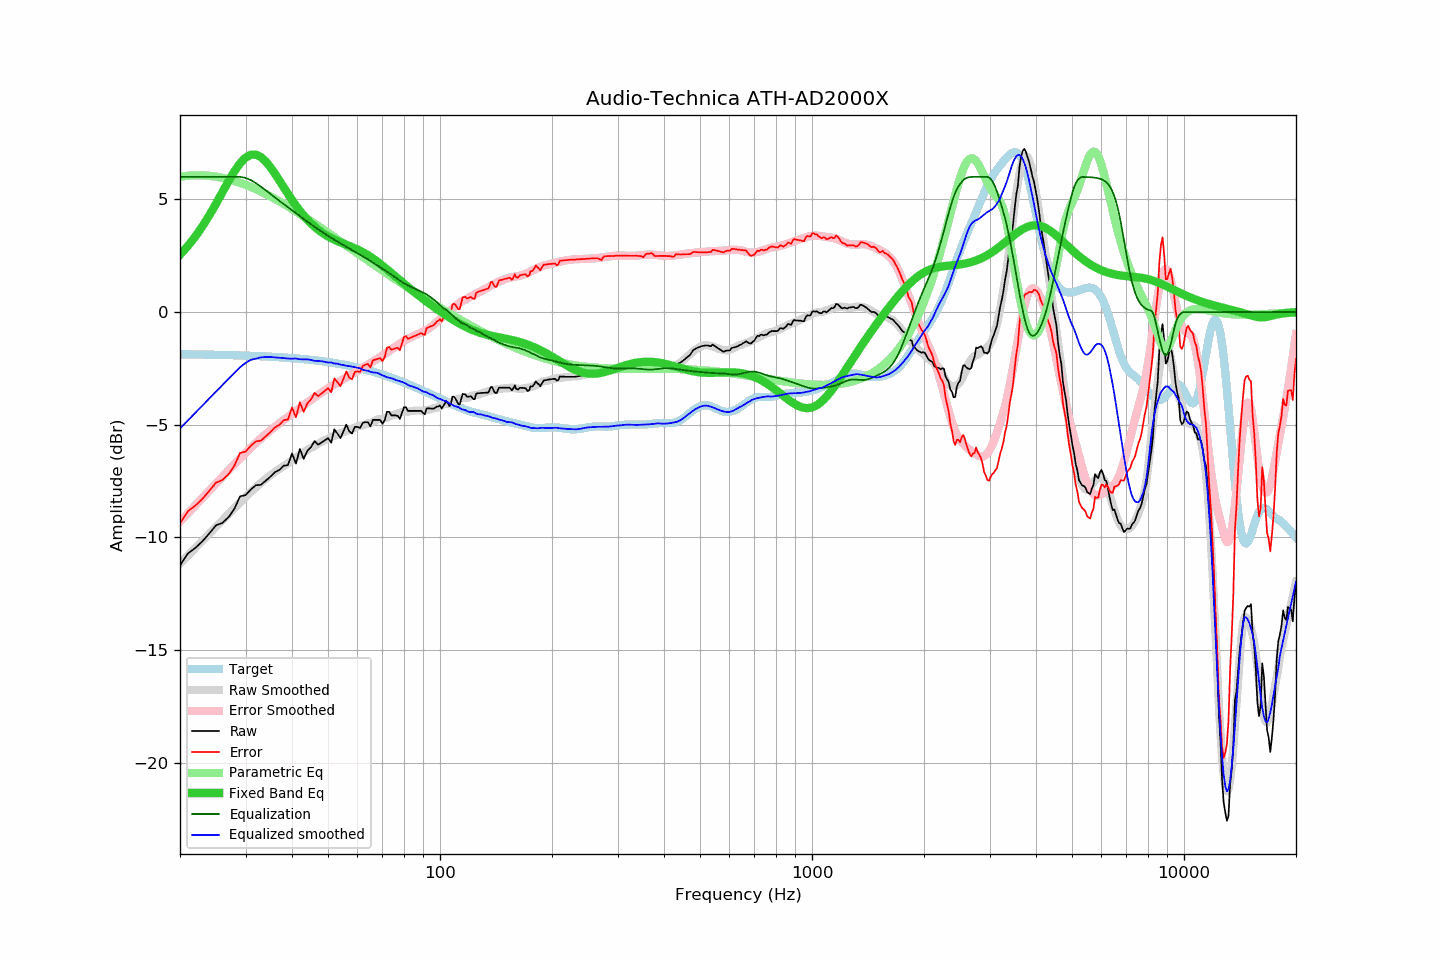 Audio-Technica ATH-AD2000X
Amplitude (dBr)
5
0
−5
−10
−15
−20
Target
Raw Smoothed
Error Smoothed
Raw
Error
Parametric Eq
Fixed Band Eq
Equalization
Equalized smoothed
100
1000
10000
Frequency (Hz)